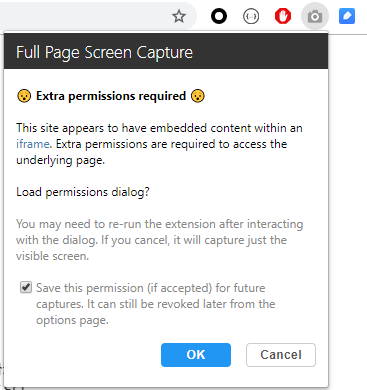 Full Page Screen Capture
😯 Extra permissions required 😯
This site appears to have embedded content within an
iframe. Extra permissions are required to access the
underlying page.
Load permissions dialog?
You may need to re-run the extension after interacting
with the dialog. If you cancel, it will capture just the
visible screen.
Save this permission (if accepted) for future
captures. It can still be revoked later from the
options page.
OK Cancel